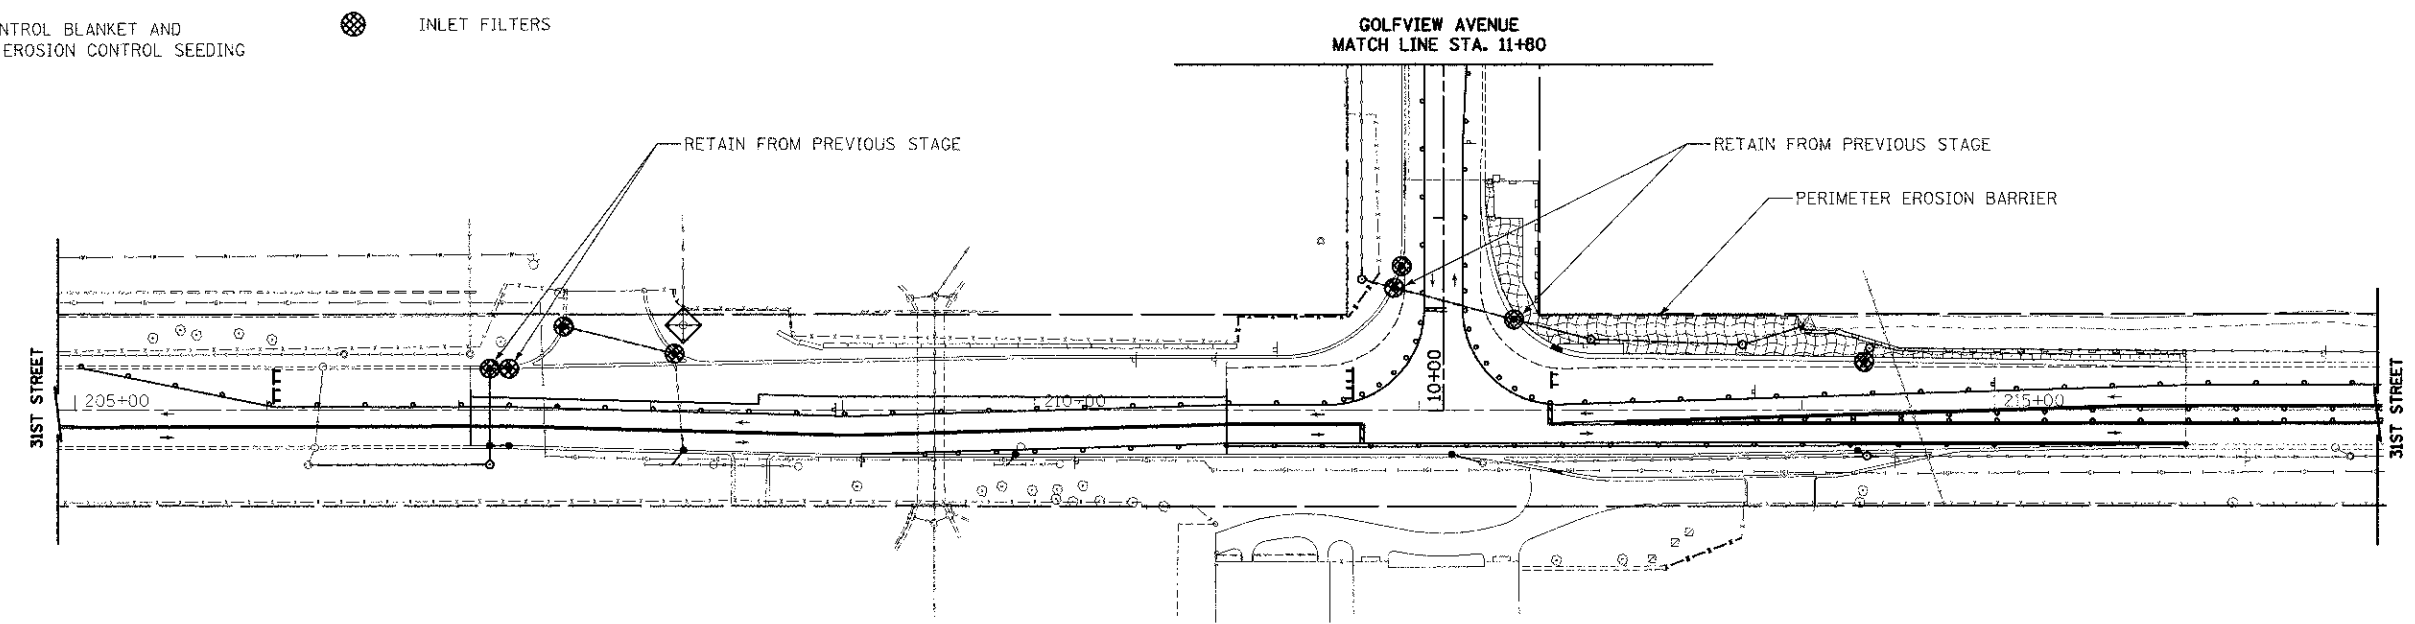 NTROL BLANKET AND
EROSION CONTROL SEEDING
INLET FILTERS
GOLFVIEW AVENUE
MATCH LINE STA. 11+80
RETAIN FROM PREVIOUS STAGE
RETAIN FROM PREVIOUS STAGE
PERIMETER EROSION BARRIER
31ST STREET
205+00
210+00
10+00
215+00
31ST STREET